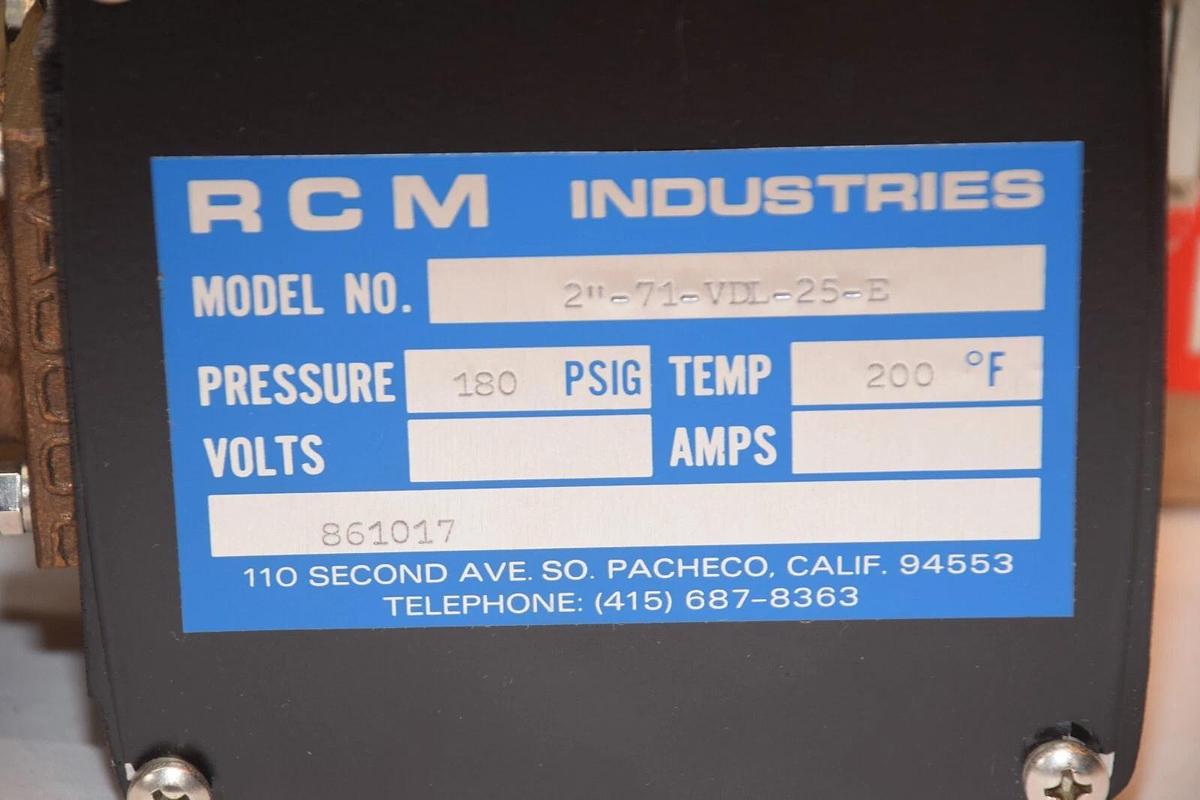 RCM INDUSTRIES
MODEL NO. 2"-71-VDL-25-E
PRESSURE 180 PSIG TEMP 200 °F
VOLTS AMPS
861017
110 SECOND AVE. SO. PACHECO, CALIF. 94553
TELEPHONE: (415) 687-8363